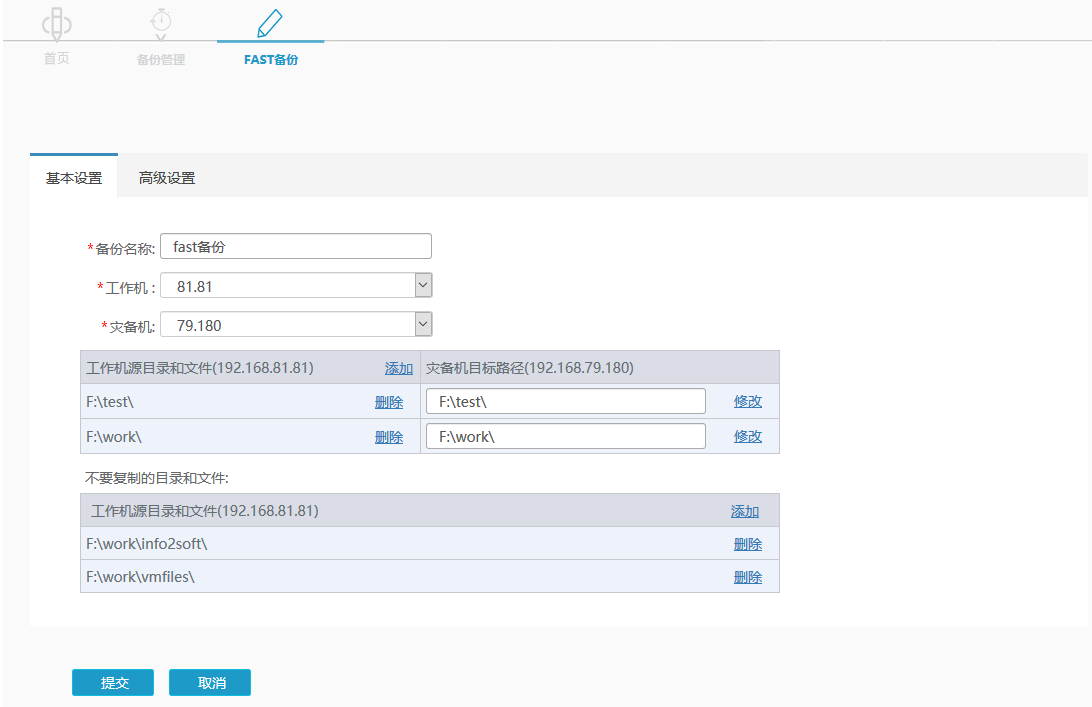 首页 备份管理 FAST备份
基本设置 高级设置
*备份名称: fast备份
*工作机 : 81.81
*灾备机: 79.180
工作机源目录和文件(192.168.81.81) 添加 灾备机目标路径(192.168.79.180)
F:\test\ 删除 F:\test\ 修改
F:\work\ 删除 F:\work\ 修改
不要复制的目录和文件:
工作机源目录和文件(192.168.81.81) 添加
F:\work\info2soft\ 删除
F:\work\vmfiles\ 删除
提交 取消